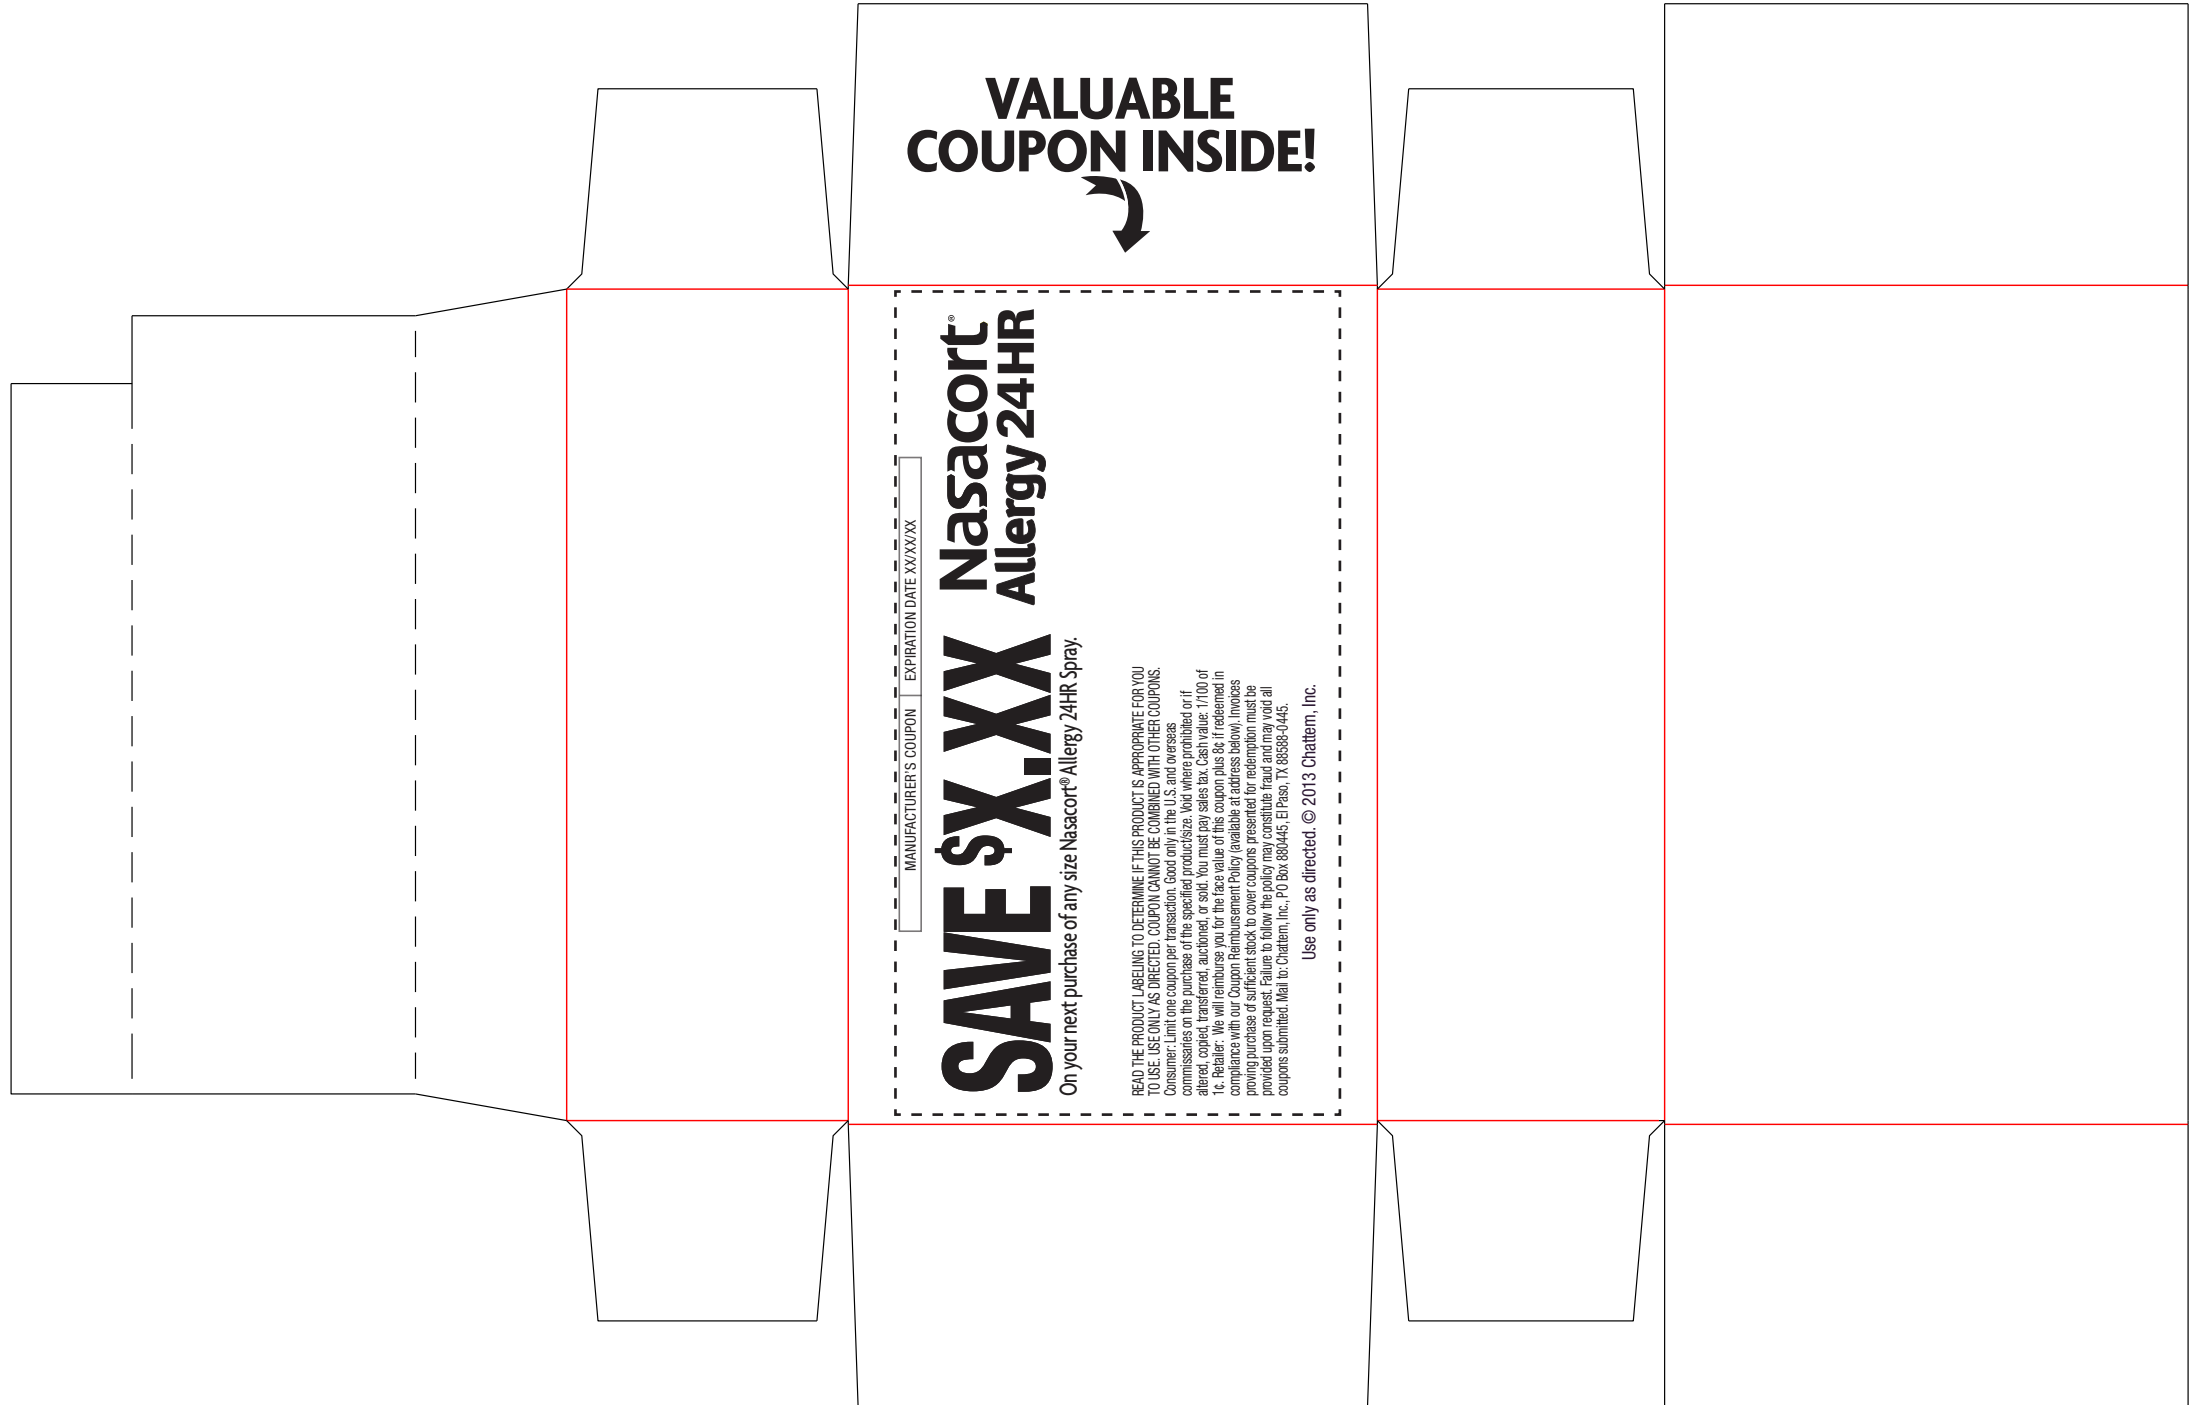 VALUABLE
COUPON INSIDE!
MANUFACTURER'S COUPON EXPIRATION DATE XX/XX/XX
SAVE $X.XX
Nasacort®
Allergy 24HR
On your next purchase of any size Nasacort® Allergy 24HR Spray.
READ THE PRODUCT LABELING TO DETERMINE IF THIS PRODUCT IS APPROPRIATE FOR YOU
TO USE. USE ONLY AS DIRECTED. COUPON CANNOT BE COMBINED WITH OTHER COUPONS.
Consumer: Limit one coupon per transaction. Good only in the U.S. and overseas
commissaries on the purchase of the specified product/size. Void where prohibited or if
altered, copied, transferred, auctioned, or sold. You must pay sales tax. Cash value: 1/100 of
1¢. Retailer: We will reimburse you for the face value of this coupon plus 8¢ if redeemed in
compliance with our Coupon Reimbursement Policy (available at address below). Invoices
proving purchase of sufficient stock to cover coupons presented for redemption must be
provided upon request. Failure to follow the policy may constitute fraud and may void all
coupons submitted. Mail to: Chattem, Inc., PO Box 880445, El Paso, TX 88588-0445.
Use only as directed. © 2013 Chattem, Inc.